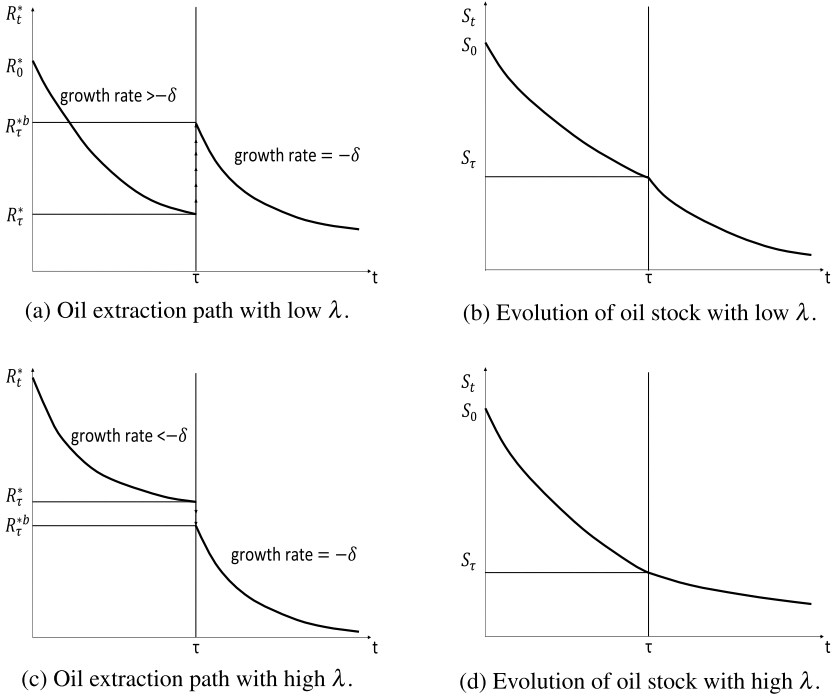 R*t
R*0
growth rate >−δ
R*bτ
growth rate = −δ
R*τ
τ
t
(a) Oil extraction path with low λ.
St
S0
Sτ
τ
t
(b) Evolution of oil stock with low λ.
R*t
growth rate <−δ
R*τ
R*bτ
growth rate = −δ
τ
t
(c) Oil extraction path with high λ.
St
S0
Sτ
τ
t
(d) Evolution of oil stock with high λ.